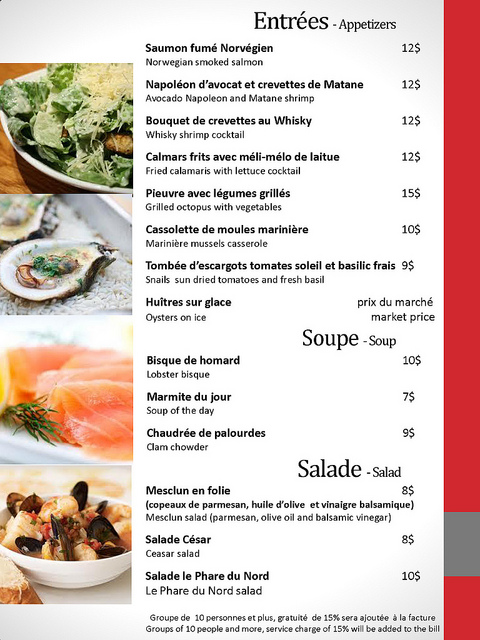 Entrées - Appetizers
Saumon fumé Norvégien 12$
Norwegian smoked salmon
Napoléon d'avocat et crevettes de Matane 12$
Avocado Napoleon and Matane shrimp
Bouquet de crevettes au Whisky 12$
Whisky shrimp cocktail
Calmars frits avec méli-mélo de laitue 12$
Fried calamaris with lettuce cocktail
Pieuvre avec légumes grillés 15$
Grilled octopus with vegetables
Cassolette de moules marinière 10$
Marinière mussels casserole
Tombée d'escargots tomates soleil et basilic frais 9$
Snails sun dried tomatoes and fresh basil
Huîtres sur glace prix du marché
Oysters on ice market price
Soupe - Soup
Bisque de homard 10$
Lobster bisque
Marmite du jour 7$
Soup of the day
Chaudrée de palourdes 9$
Clam chowder
Salade - Salad
Mesclun en folie 8$
(copeaux de parmesan, huile d'olive et vinaigre balsamique)
Mesclun salad (parmesan, olive oil and balsamic vinegar)
Salade César 8$
Ceasar salad
Salade le Phare du Nord 10$
Le Phare du Nord salad
Groupe de 10 personnes et plus, gratuité de 15% sera ajoutée à la facture
Groups of 10 people and more, service charge of 15% will be added to the bill